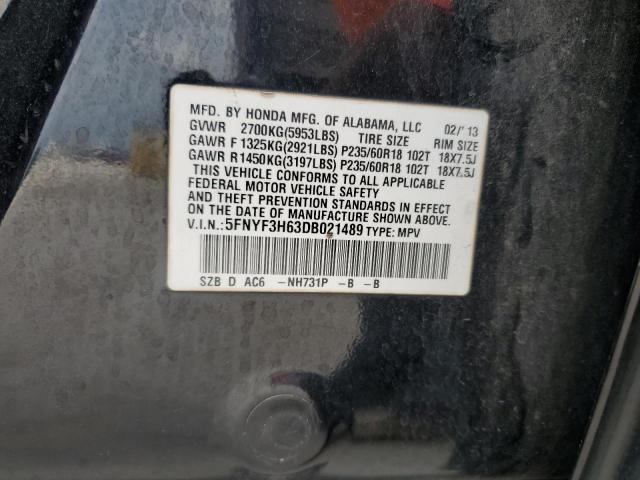 MFD. BY HONDA MFG. OF ALABAMA, LLC 02/'13
GVWR 2700KG(5953LBS) TIRE SIZE RIM SIZE
GAWR F 1325KG(2921LBS) P235/60R18 102T 18X7.5J
GAWR R1450KG(3197LBS) P235/60R18 102T 18X7.5J
THIS VEHICLE CONFORMS TO ALL APPLICABLE
FEDERAL MOTOR VEHICLE SAFETY
AND THEFT PREVENTION STANDARDS IN EFFECT
ON THE DATE OF MANUFACTURE SHOWN ABOVE.
V.I.N.: 5FNYF3H63DB021489 TYPE: MPV
SZB D AC6 -NH731P -B -B